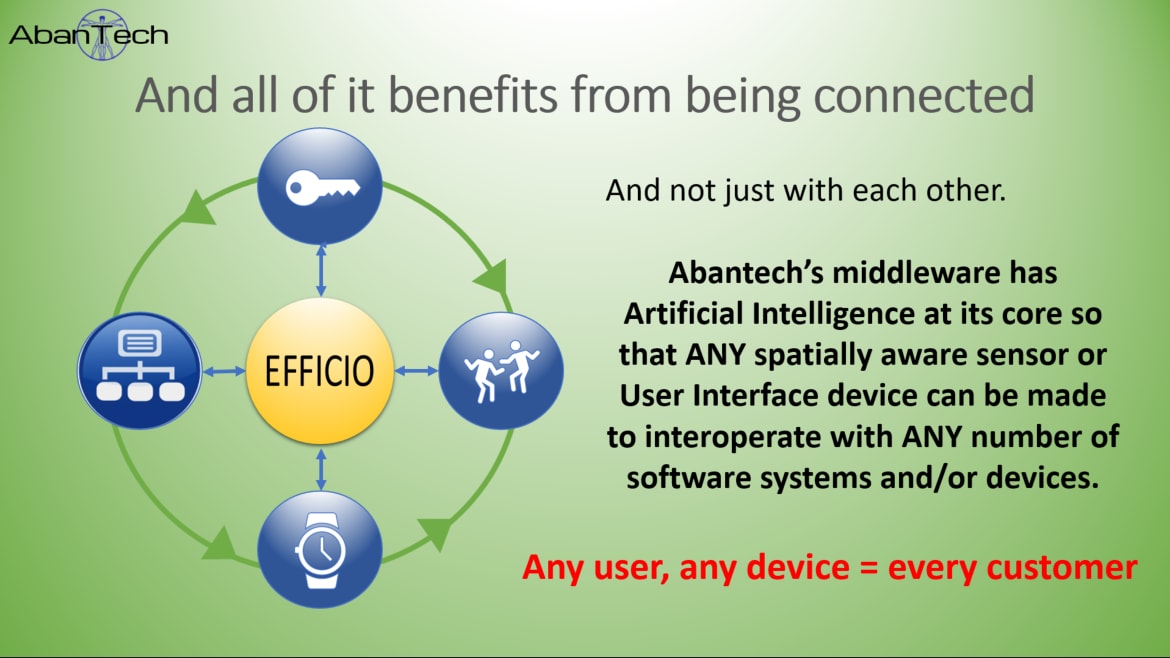 AbanTech
And all of it benefits from being connected
And not just with each other.
EFFICIO
Abantech’s middleware has
Artificial Intelligence at its core so
that ANY spatially aware sensor or
User Interface device can be made
to interoperate with ANY number of
software systems and/or devices.
Any user, any device = every customer